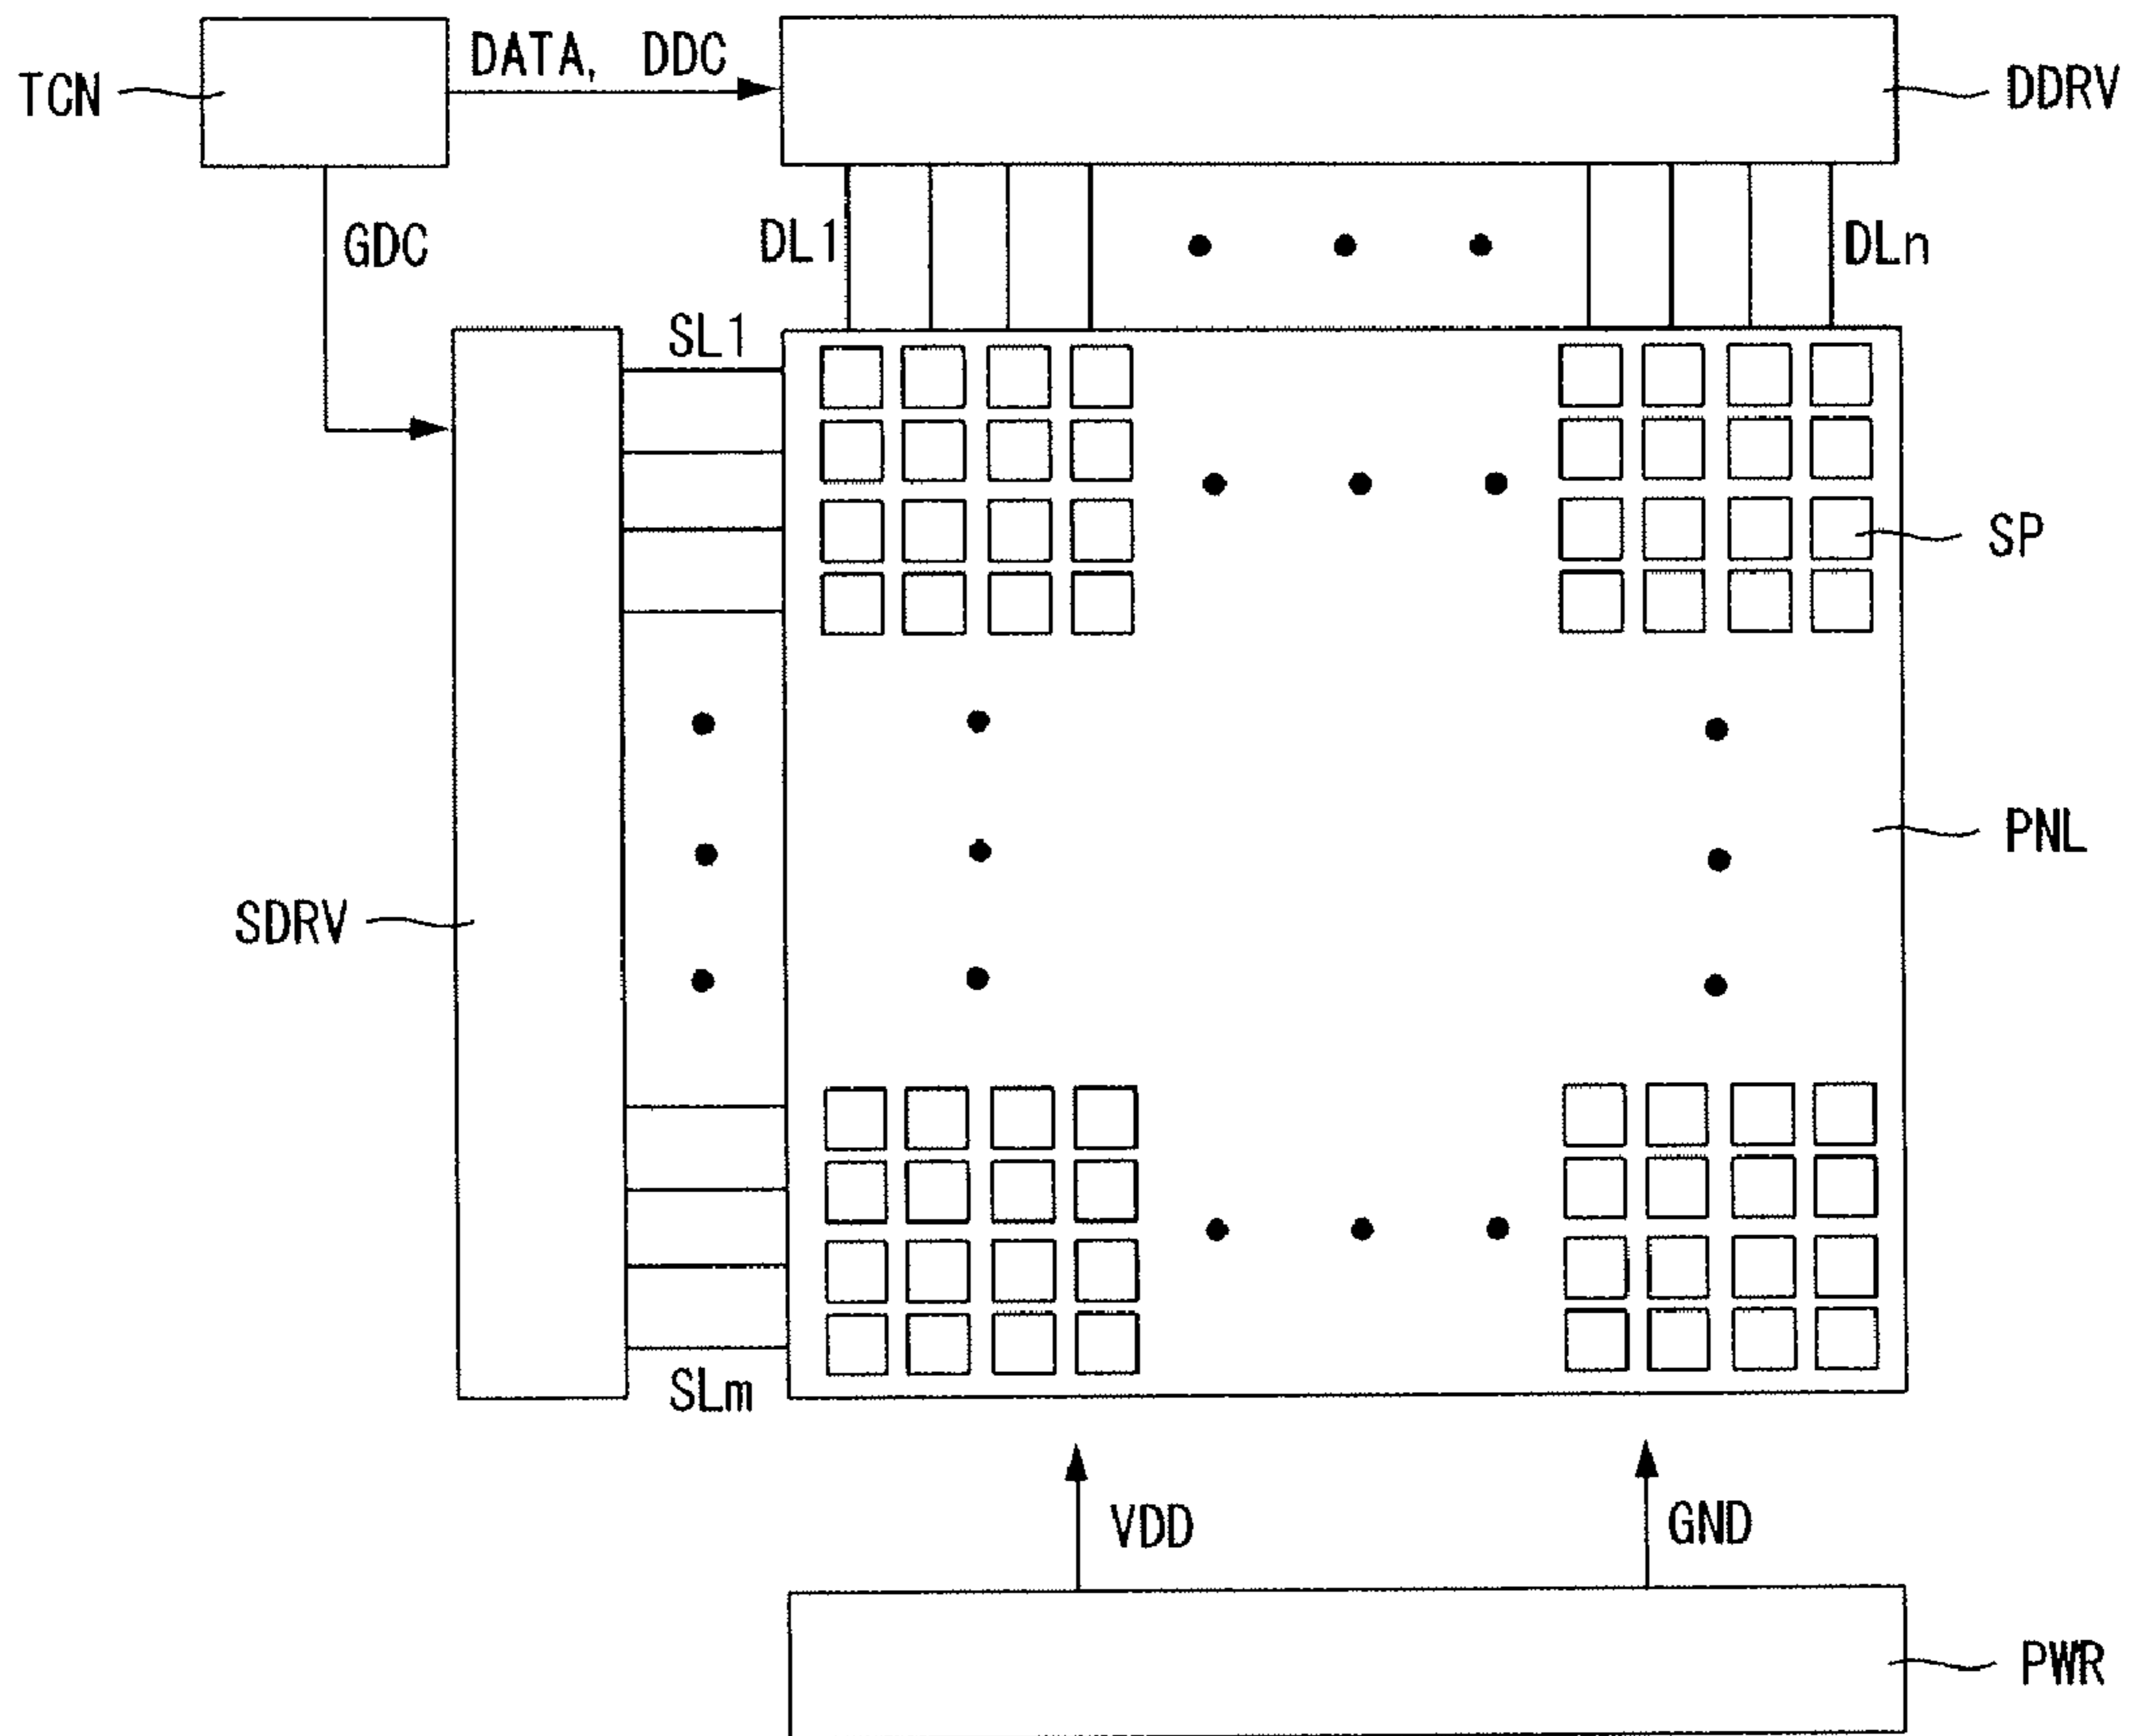 TCN
DATA, DDC
DDRV
GDC
DL1
DLn
SL1
SP
PNL
SDRV
SLm
VDD
GND
PWR